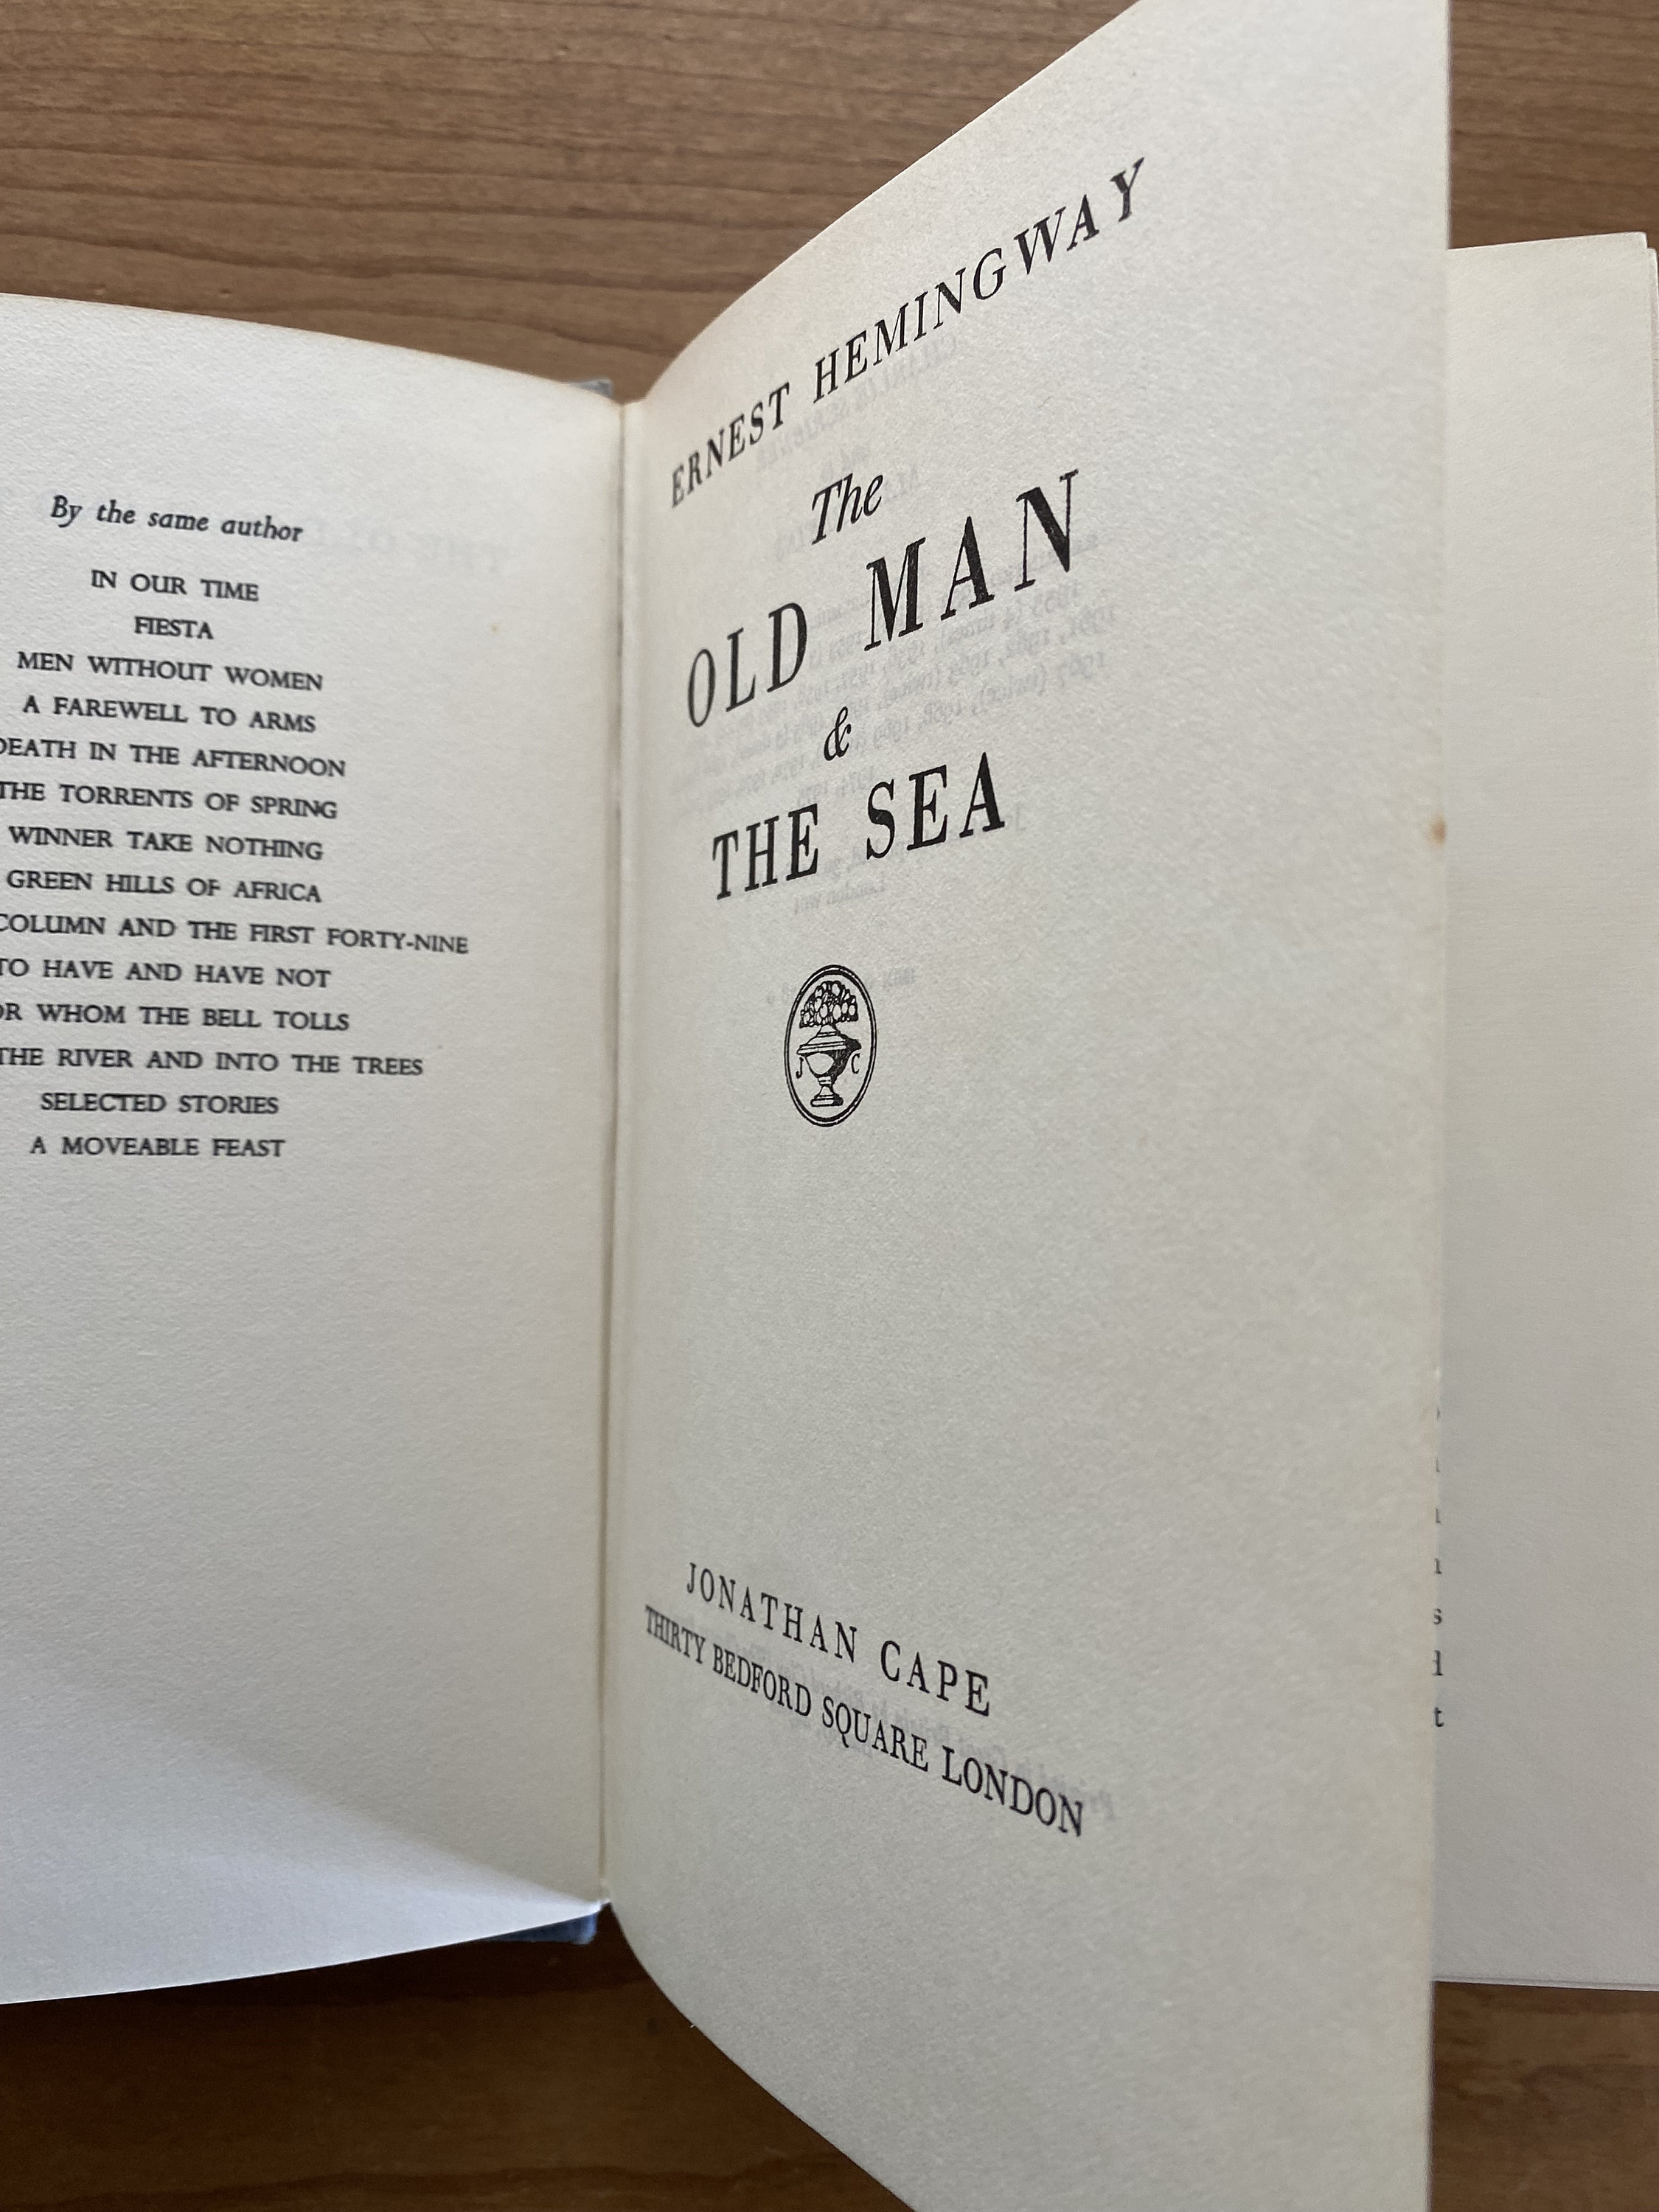 By the same author
IN OUR TIME
FIESTA
MEN WITHOUT WOMEN
A FAREWELL TO ARMS
DEATH IN THE AFTERNOON
THE TORRENTS OF SPRING
WINNER TAKE NOTHING
GREEN HILLS OF AFRICA
COLUMN AND THE FIRST FORTY-NINE
TO HAVE AND HAVE NOT
OR WHOM THE BELL TOLLS
THE RIVER AND INTO THE TREES
SELECTED STORIES
A MOVEABLE FEAST
ERNEST HEMINGWAY
The
OLD MAN
&
THE SEA
J C
JONATHAN CAPE
THIRTY BEDFORD SQUARE LONDON